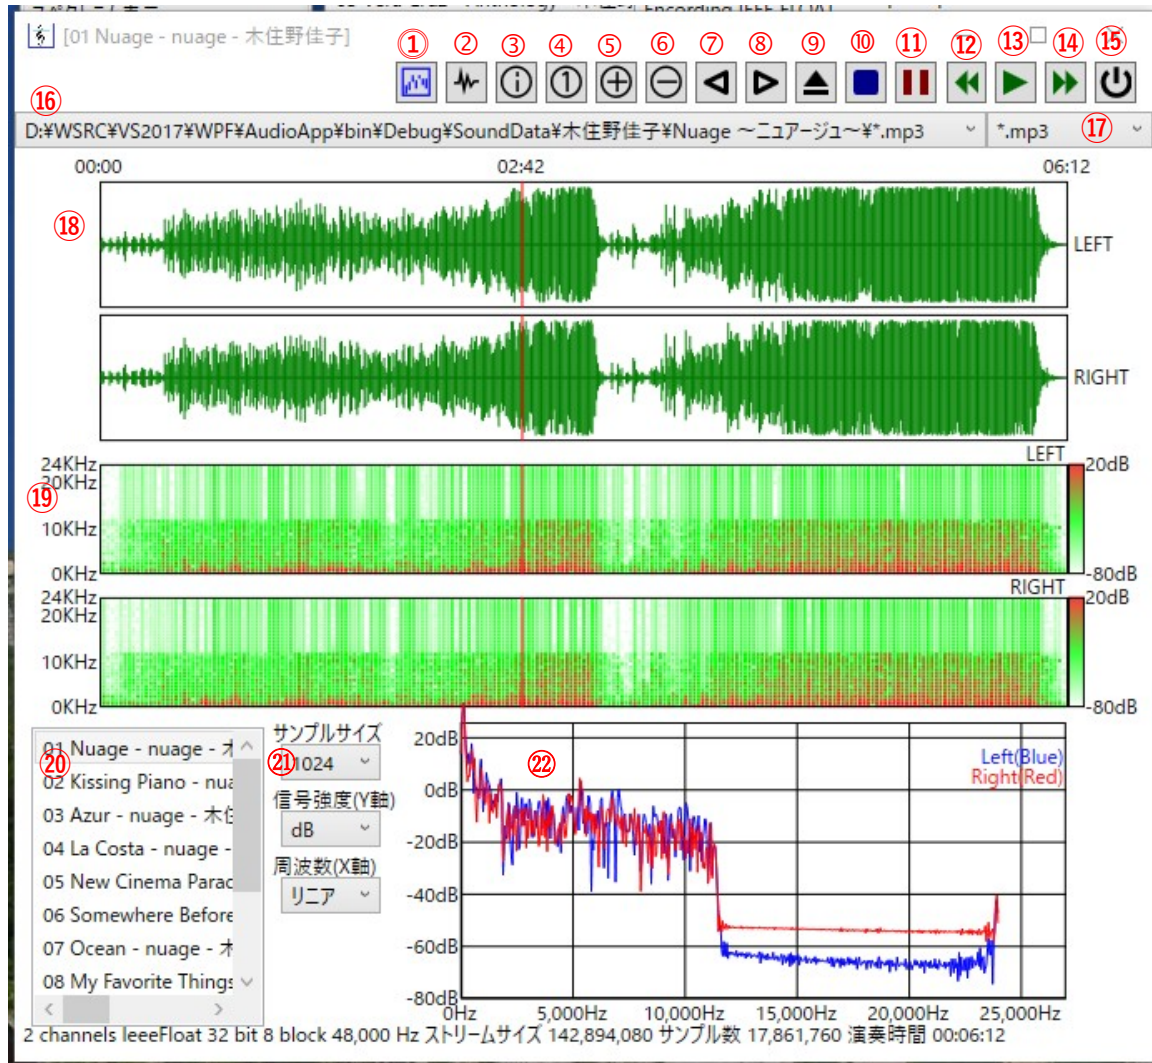 [01 Nuage - nuage - 木住野佳子]
① ② ③ ④ ⑤ ⑥ ⑦ ⑧ ⑨ ⑩ ⑪ ⑫ ⑬ ⑭ ⑮
⑯
D:¥WSRC¥VS2017¥WPF¥AudioApp¥bin¥Debug¥SoundData¥木住野佳子¥Nuage ～ニュアージュ～¥*.mp3 *.mp3 ⑰
00:00 02:42 06:12
⑱
LEFT
RIGHT
LEFT
24KHz 20dB
20KHz
⑲
10KHz
0KHz -80dB
RIGHT
24KHz 20dB
20KHz
10KHz
0KHz -80dB
01 Nuage - nuage - 木
⑳
02 Kissing Piano - nua
03 Azur - nuage - 木住
04 La Costa - nuage -
05 New Cinema Parac
06 Somewhere Before
07 Ocean - nuage - 木
08 My Favorite Things
サンプルサイズ
㉑ 1024
信号強度(Y軸)
dB
周波数(X軸)
リニア
㉒
Left(Blue)
Right(Red)
20dB
0dB
-20dB
-40dB
-60dB
-80dB
0Hz 5,000Hz 10,000Hz 15,000Hz 20,000Hz 25,000Hz
2 channels IeeeFloat 32 bit 8 block 48,000 Hz ストリームサイズ 142,894,080 サンプル数 17,861,760 演奏時間 00:06:12